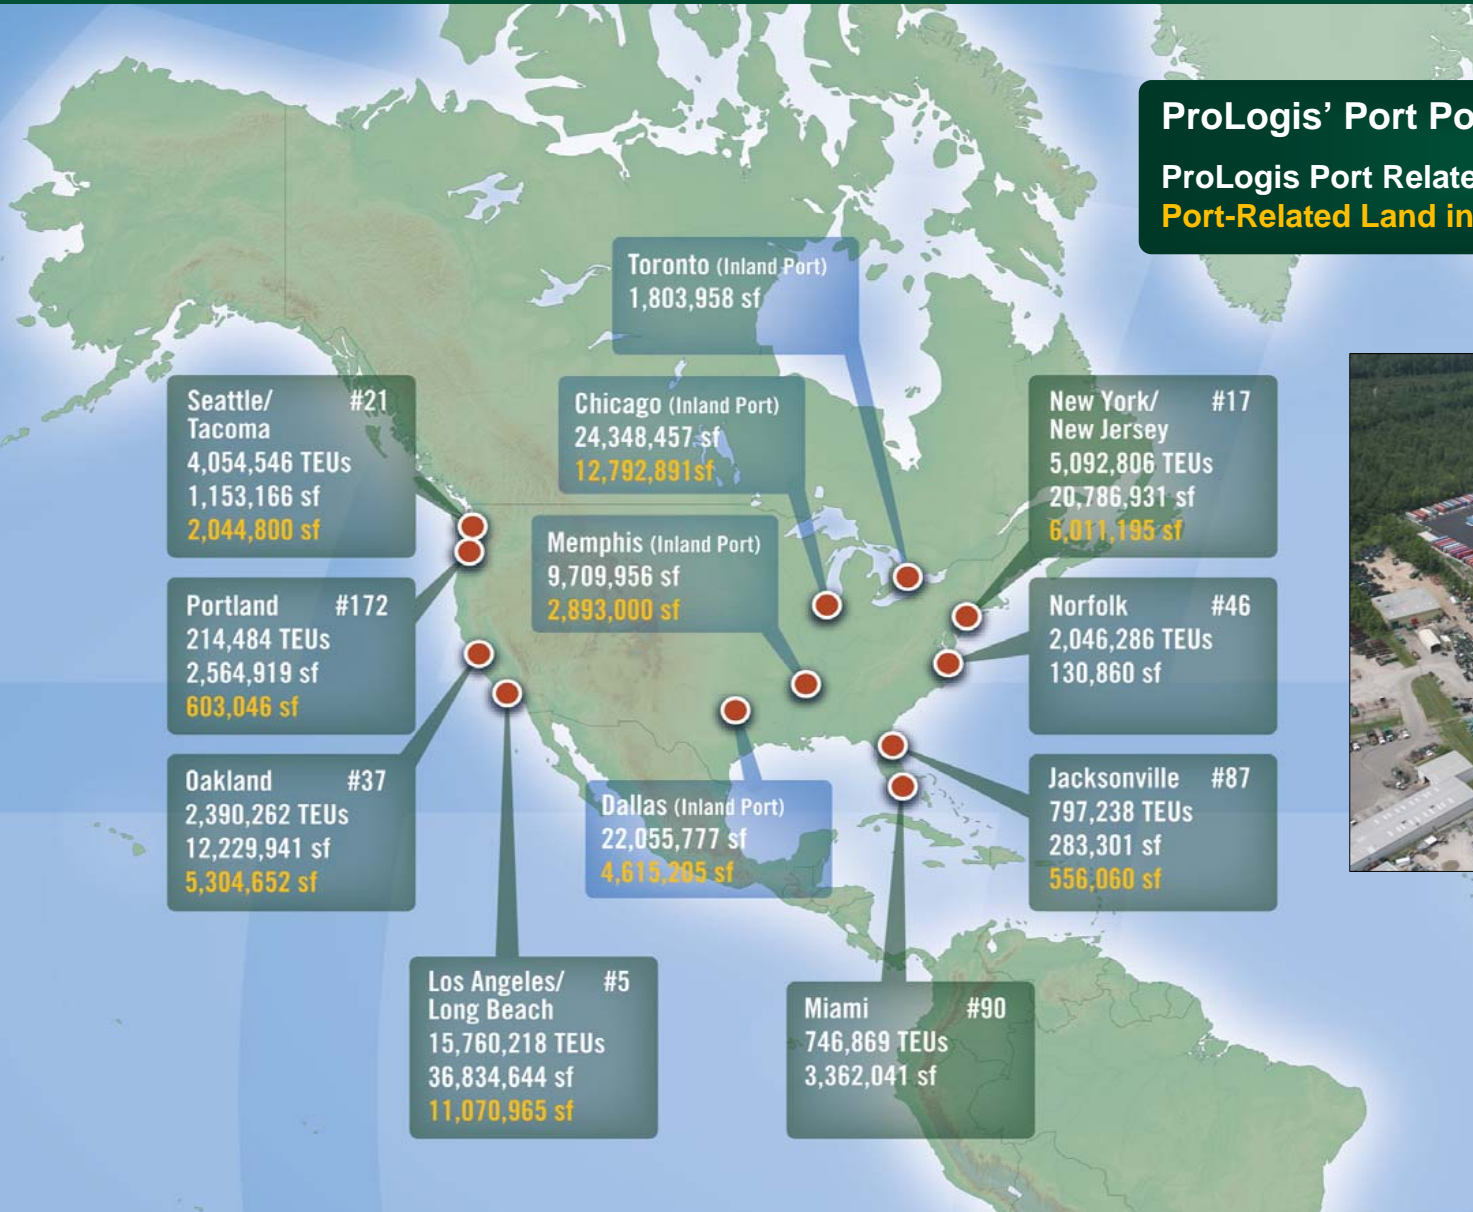 ProLogis' Port
ProLogis Port
Port-Related Land in
Toronto (Inland Port)
1,803,958 sf
Seattle/ #21
Tacoma
4,054,546 TEUs
1,153,166 sf
2,044,800 sf
Chicago (Inland Port)
24,348,457 sf
12,792,891sf
New York/ #17
New Jersey
5,092,806 TEUs
20,786,931 sf
6,011,195 sf
Memphis (Inland Port)
9,709,956 sf
2,893,000 sf
Portland #172
214,484 TEUs
2,564,919 sf
603,046 sf
Norfolk #46
2,046,286 TEUs
130,860 sf
Oakland #37
2,390,262 TEUs
12,229,941 sf
5,304,652 sf
Dallas (Inland Port)
22,055,777 sf
4,615,205 sf
Jacksonville #87
797,238 TEUs
283,301 sf
556,060 sf
Los Angeles/ #5
Long Beach
15,760,218 TEUs
36,834,644 sf
11,070,965 sf
Miami #90
746,869 TEUs
3,362,041 sf